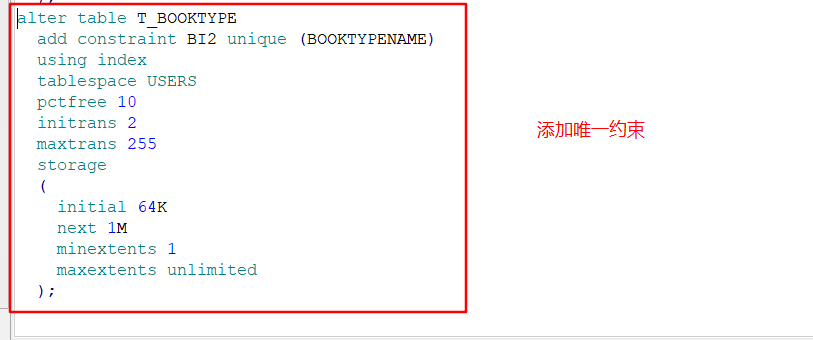 alter table T_BOOKTYPE
add constraint BI2 unique (BOOKTYPENAME)
using index
tablespace USERS
pctfree 10
initrans 2
maxtrans 255
storage
(
initial 64K
next 1M
minextents 1
maxextents unlimited
);
添加唯一约束